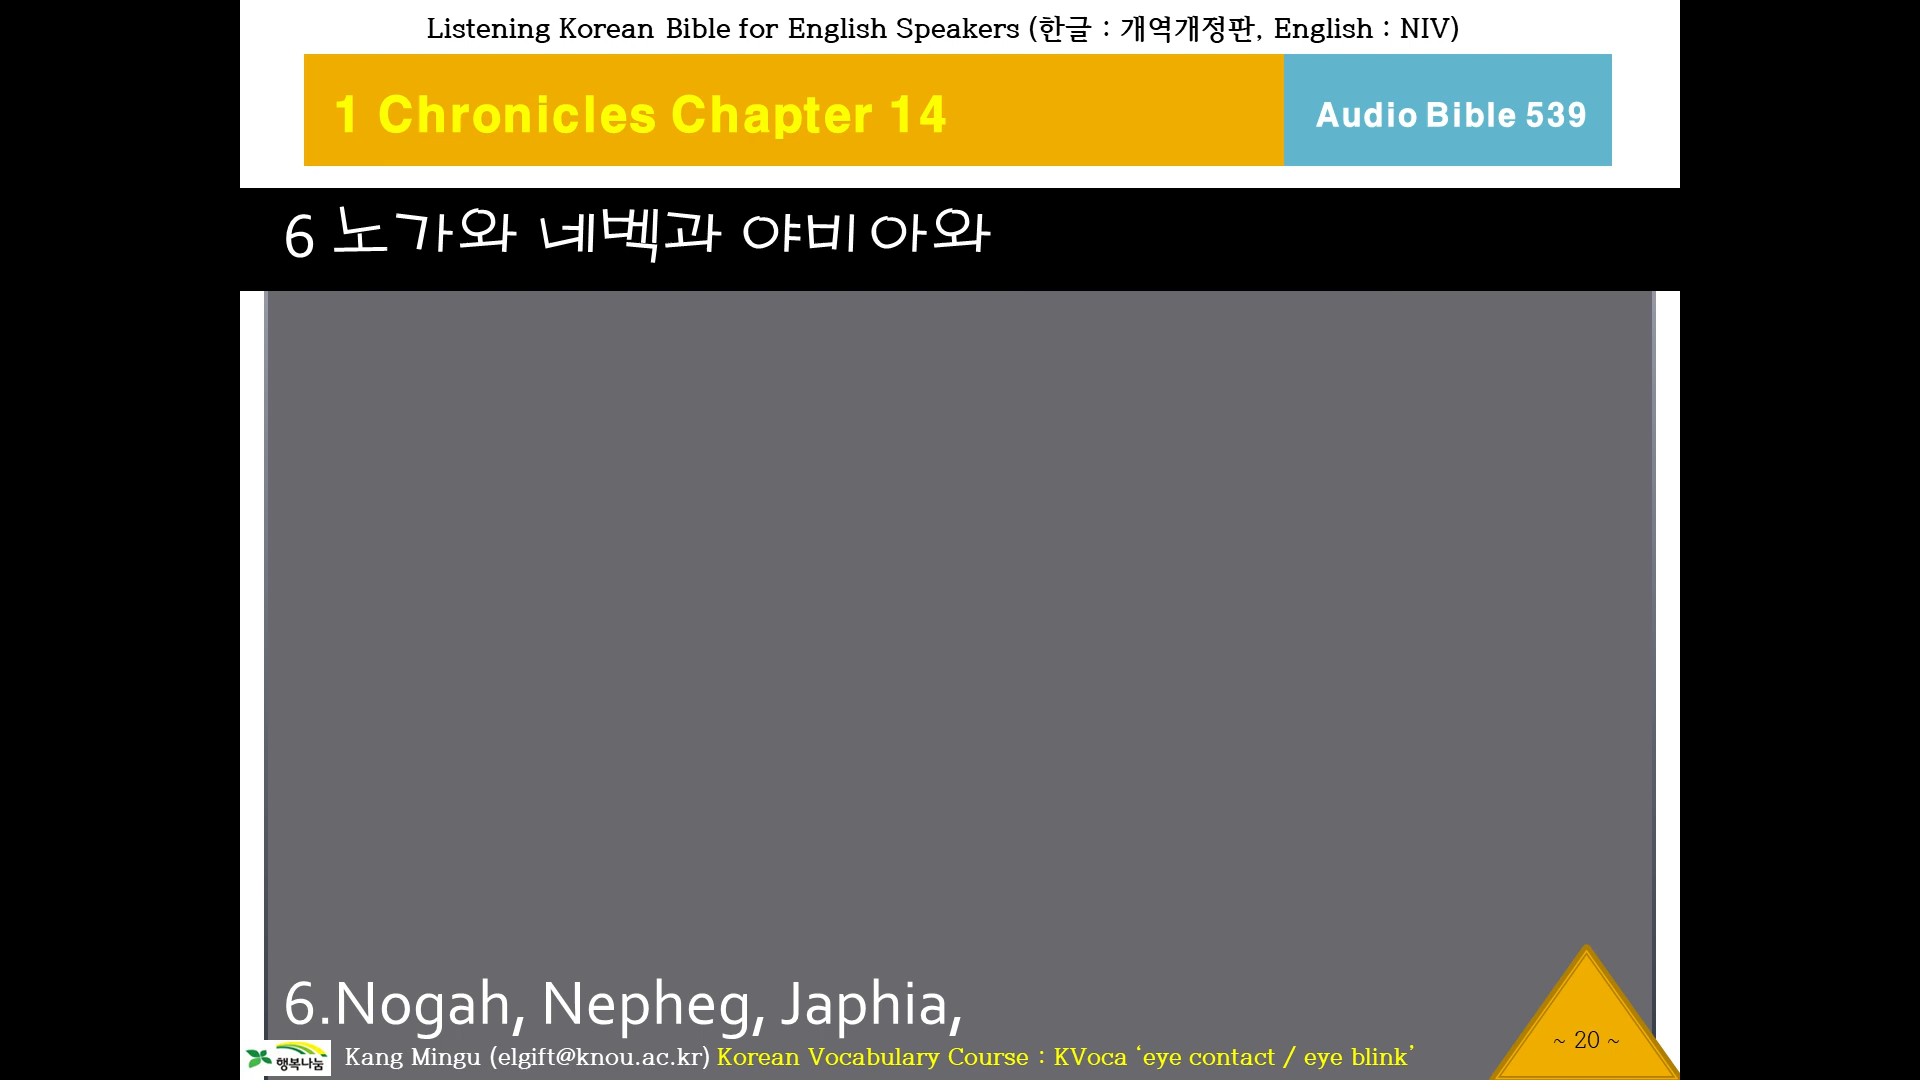 Listening Korean Bible for English Speakers (한글 : 개역개정판, English : NIV)
1 Chronicles Chapter 14
Audio Bible 539
6 노가와 네벡과 야비아와
6.Nogah, Nepheg, Japhia,
~ 20 ~
행복나눔
Kang Mingu (elgift@knou.ac.kr) Korean Vocabulary Course : KVoca ‘eye contact / eye blink’